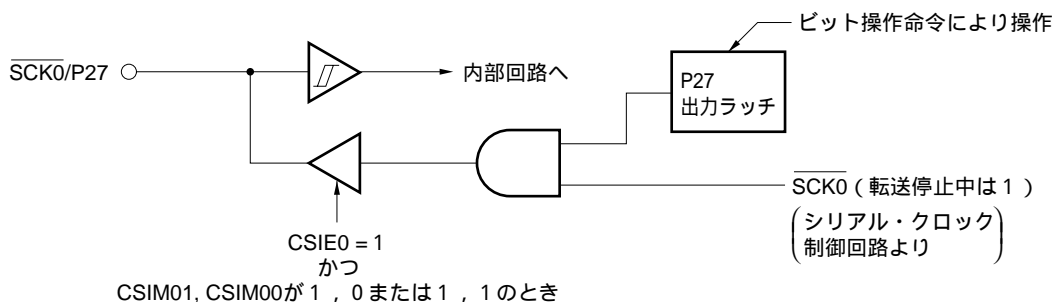 ビット操作命令により操作
SCK0/P27
内部回路へ
P27
出力ラッチ
SCK0（転送停止中は１）
シリアル・クロック
制御回路より
CSIE0 = 1
かつ
CSIM01, CSIM00が１，０または１，１のとき